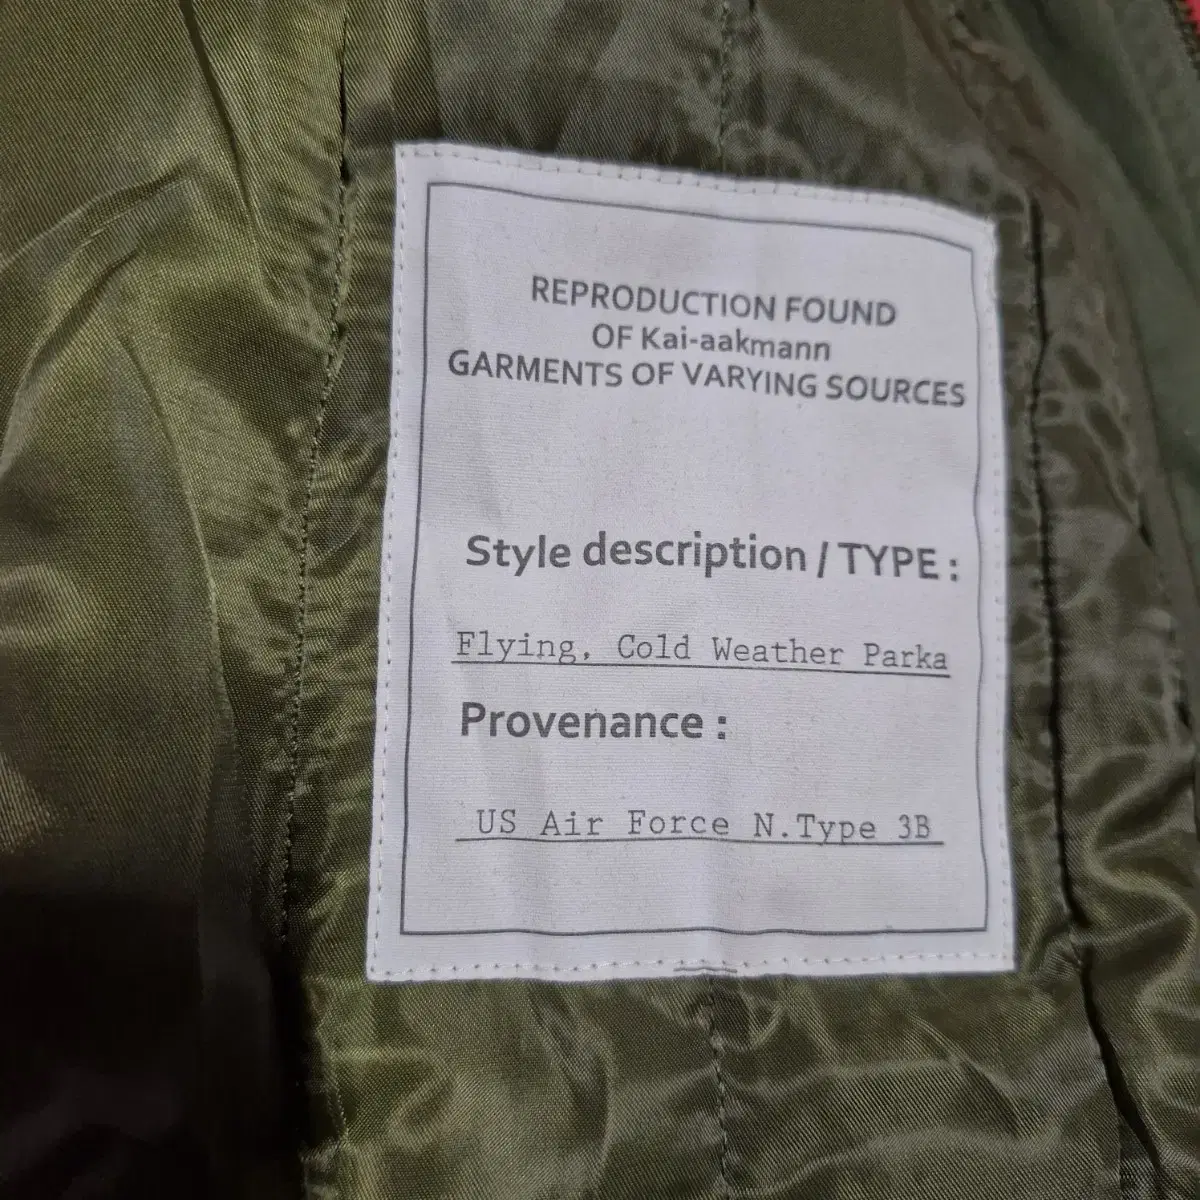 REPRODUCTION FOUND
OF Kai-aakmann
GARMENTS OF VARYING SOURCES
Style description / TYPE :
Flying, Cold Weather Parka
Provenance :
US Air Force N.Type 3B